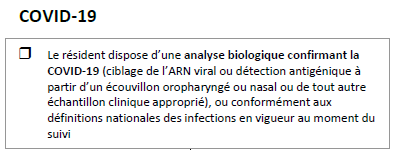 COVID-19
❒ Le résident dispose d'une analyse biologique confirmant la
COVID-19 (ciblage de l'ARN viral ou détection antigénique à
partir d'un écouvillon oropharyngé ou nasal ou de tout autre
échantillon clinique approprié), ou conformément aux
définitions nationales des infections en vigueur au moment du
suivi